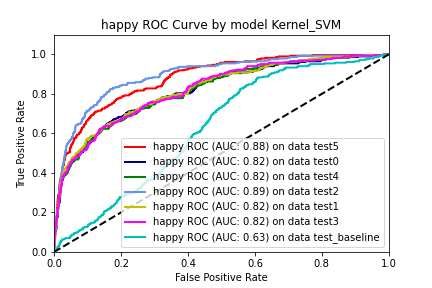 happy ROC Curve by model Kernel_SVM
True Positive Rate
1.0
0.8
0.6
0.4
0.2
0.0
happy ROC (AUC: 0.88) on data test5
happy ROC (AUC: 0.82) on data test0
happy ROC (AUC: 0.82) on data test4
happy ROC (AUC: 0.89) on data test2
happy ROC (AUC: 0.82) on data test1
happy ROC (AUC: 0.82) on data test3
happy ROC (AUC: 0.63) on data test_baseline
0.0 0.2 0.4 0.6 0.8 1.0
False Positive Rate